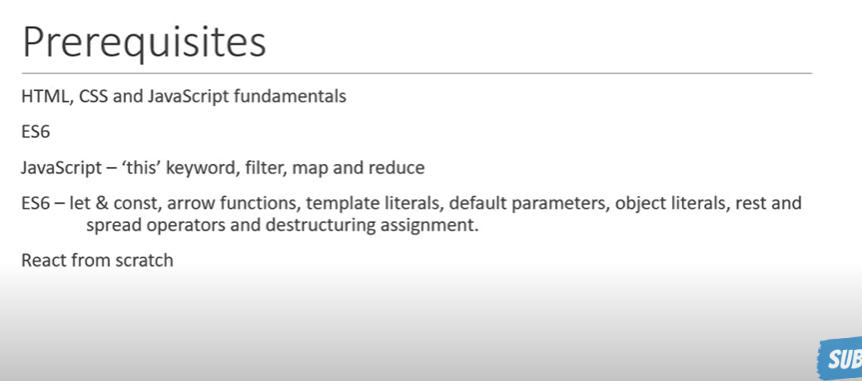 Prerequisites
HTML, CSS and JavaScript fundamentals
ES6
JavaScript – ‘this’ keyword, filter, map and reduce
ES6 – let & const, arrow functions, template literals, default parameters, object literals, rest and
spread operators and destructuring assignment.
React from scratch
SUB